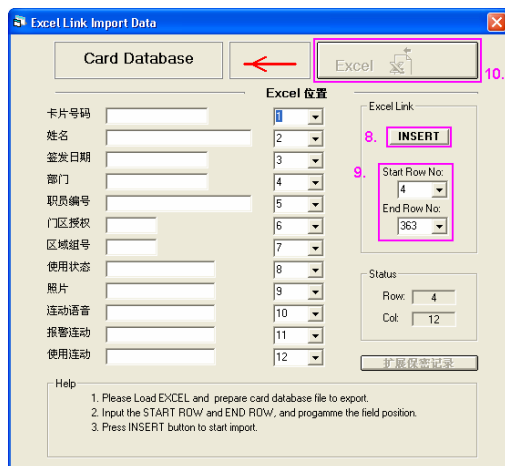 Excel Link Import Data
Card Database
Excel
10.
Excel 位置
卡片号码
1
姓名
2
签发日期
3
部门
4
职员编号
5
门区授权
6
区域组号
7
使用状态
8
照片
9
连动语音
10
报警连动
11
使用连动
12
Excel Link
8. INSERT
9. Start Row No:
4
End Row No:
363
Status
Row: 4
Col: 12
扩展保密记录
Help
1. Please Load EXCEL and prepare card database file to export.
2. Input the START ROW and END ROW, and progamme the field position.
3. Press INSERT button to start import.